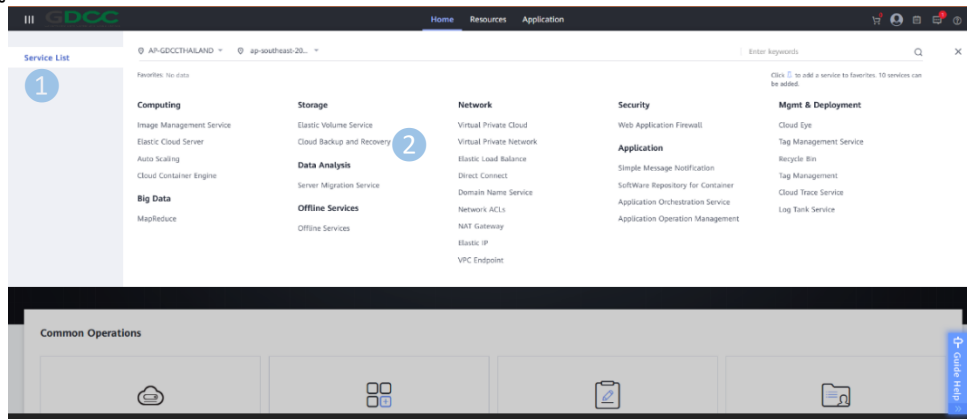 GDCC
Home Resources Application
Service List
AP-GDCCTHAILAND
ap-southeast-20...
Enter keywords
Favorites: No data
Click to add a service to favorites. 10 services can be added.
1
Computing
Image Management Service
Elastic Cloud Server
Auto Scaling
Cloud Container Engine
Big Data
MapReduce
Storage
Elastic Volume Service
Cloud Backup and Recovery
2
Data Analysis
Server Migration Service
Offline Services
Offline Services
Network
Virtual Private Cloud
Virtual Private Network
Elastic Load Balance
Direct Connect
Domain Name Service
Network ACLs
NAT Gateway
Elastic IP
VPC Endpoint
Security
Web Application Firewall
Application
Simple Message Notification
SoftWare Repository for Container
Application Orchestration Service
Application Operation Management
Mgmt & Deployment
Cloud Eye
Tag Management Service
Recycle Bin
Tag Management
Cloud Trace Service
Log Tank Service
Common Operations
Guide Help